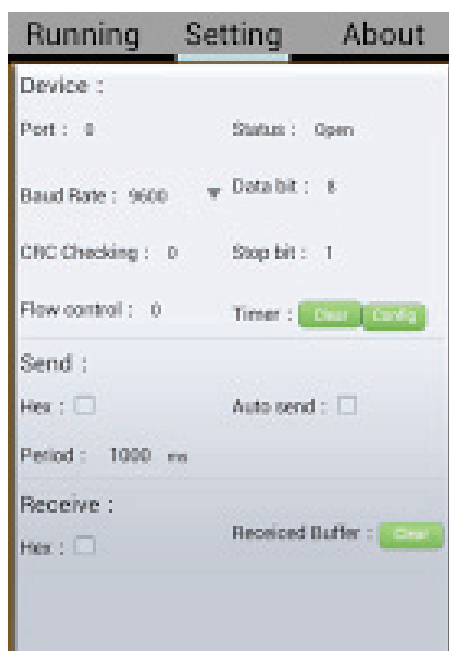 Running Setting About
Device :
Port : 0 Status : Open
Baud Rate : 9600 Data bit : 8
CRC Checking : 0 Stop bit : 1
Flow control : 0 Timer : Clear Config
Send :
Hex : Auto send :
Period : 1000 ms
Receive :
Hex : Receiced Buffer : Clear